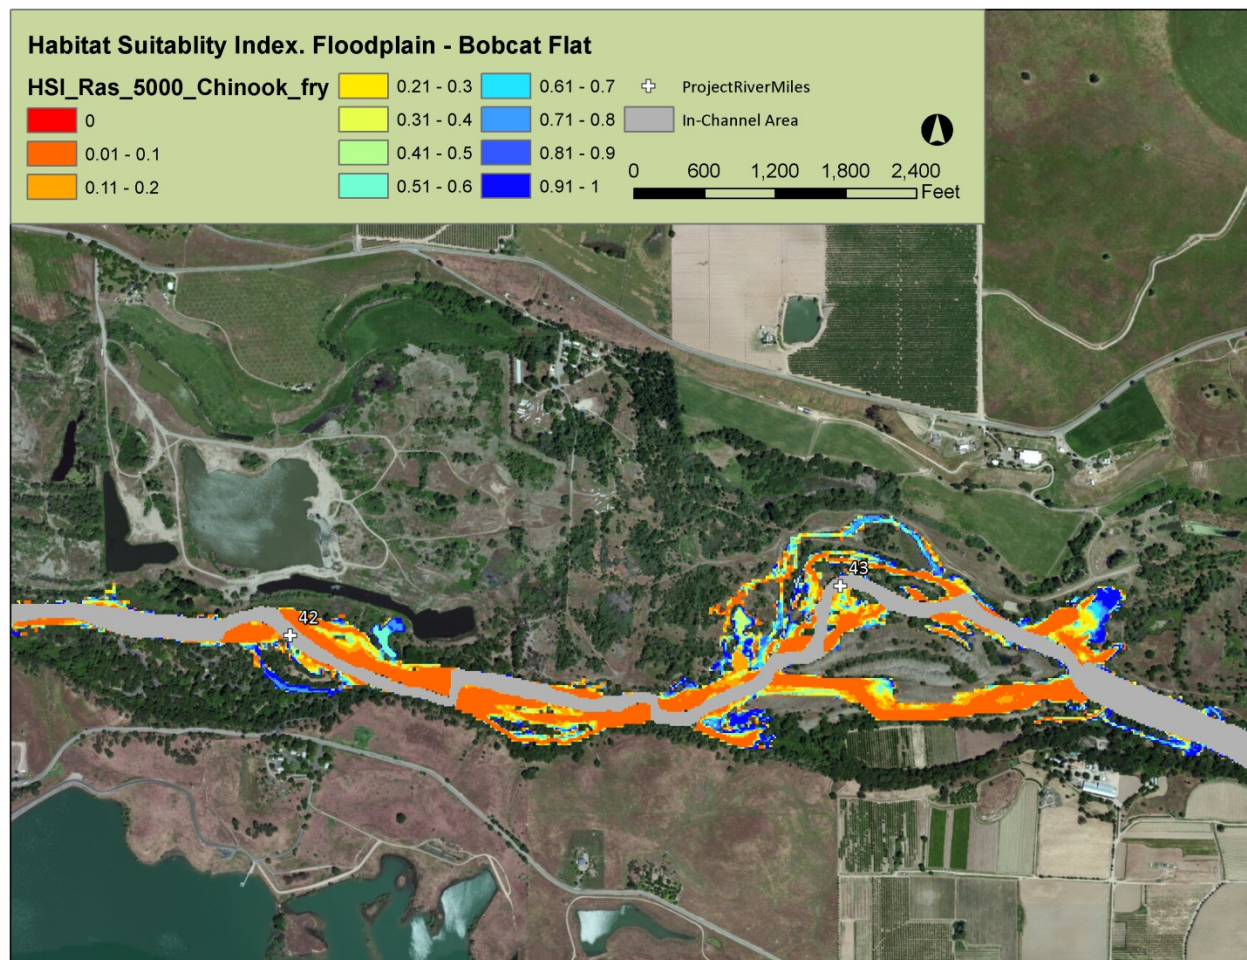 Habitat Suitablity Index. Floodplain - Bobcat Flat
HSI_Ras_5000_Chinook_fry
0
0.01 - 0.1
0.11 - 0.2
0.21 - 0.3
0.31 - 0.4
0.41 - 0.5
0.51 - 0.6
0.61 - 0.7
0.71 - 0.8
0.81 - 0.9
0.91 - 1
ProjectRiverMiles
In-Channel Area
0 600 1,200 1,800 2,400
Feet
43
42